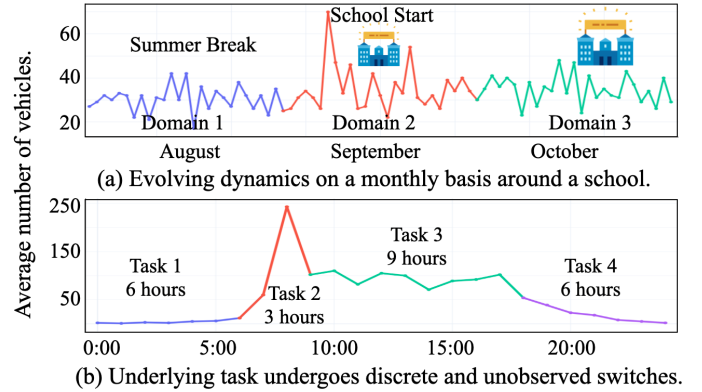 Average number of vehicles.
60
40
20
School Start
Summer Break
Domain 1
Domain 2
Domain 3
August
September
October
(a) Evolving dynamics on a monthly basis around a school.
250
150
50
Task 1
6 hours
Task 2
3 hours
Task 3
9 hours
Task 4
6 hours
0:00
5:00
10:00
15:00
20:00
(b) Underlying task undergoes discrete and unobserved switches.